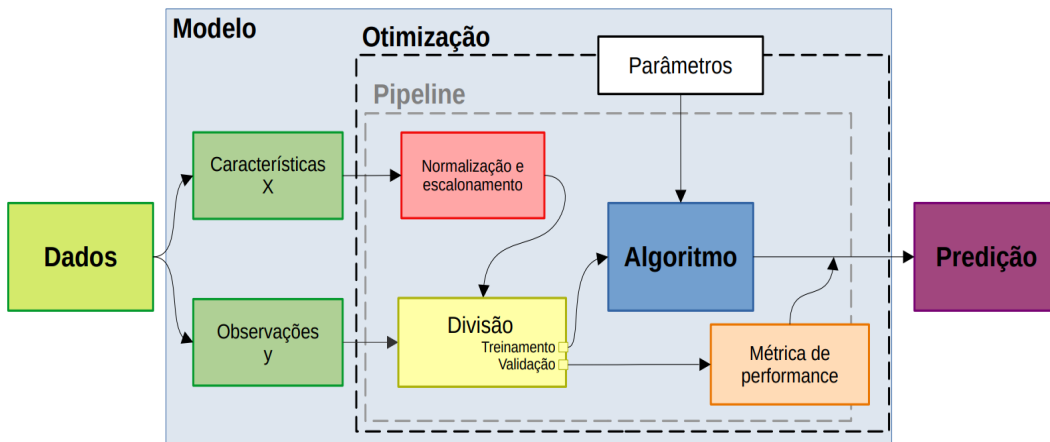 Modelo
Otimização
Parâmetros
Pipeline
Características
X
Normalização e
escalonamento
Dados
Algoritmo
Predição
Observações
y
Divisão
Treinamento
Validação
Métrica de
performance